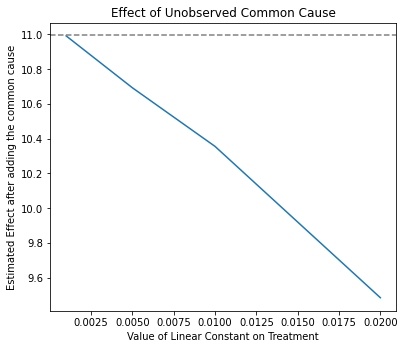 Effect of Unobserved Common Cause
Estimated Effect after adding the common cause
11.0
10.8
10.6
10.4
10.2
10.0
9.8
9.6
0.0025 0.0050 0.0075 0.0100 0.0125 0.0150 0.0175 0.0200
Value of Linear Constant on Treatment